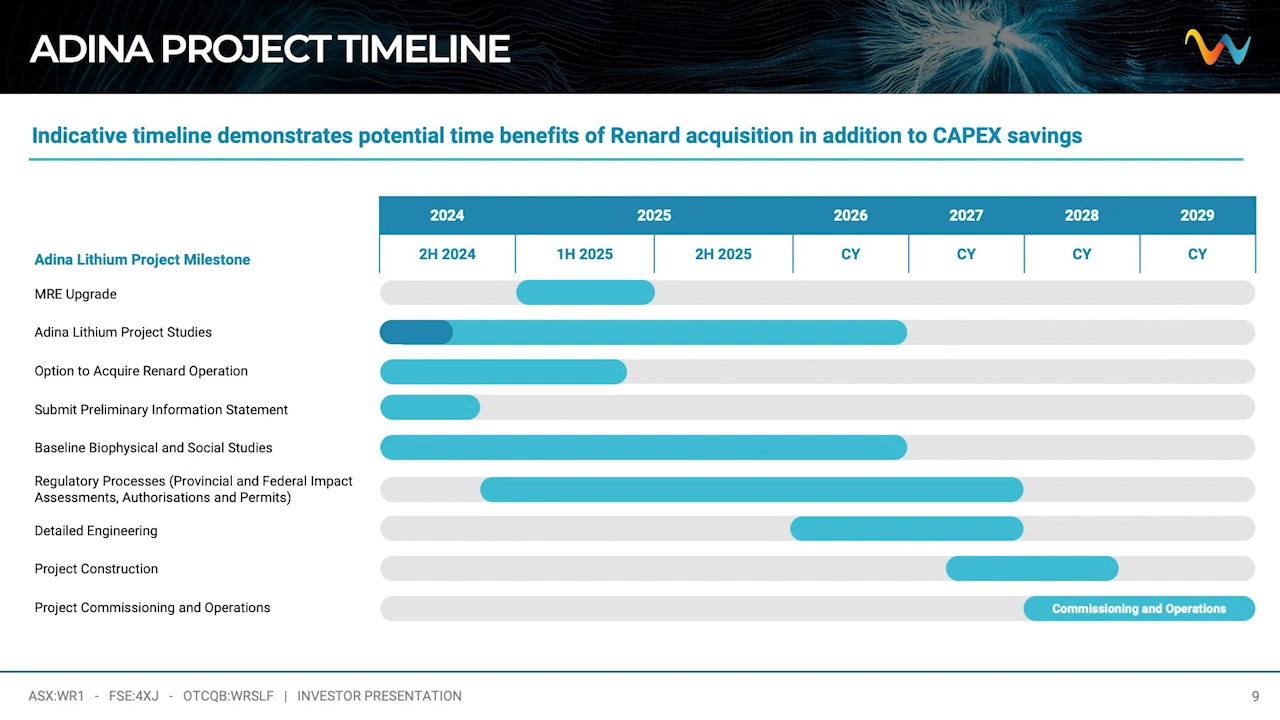 ADINA PROJECT TIMELINE
Indicative timeline demonstrates potential time benefits of Renard acquisition in addition to CAPEX savings
2024 2025 2026 2027 2028 2029
Adina Lithium Project Milestone 2H 2024 1H 2025 2H 2025 CY CY CY CY
MRE Upgrade
Adina Lithium Project Studies
Option to Acquire Renard Operation
Submit Preliminary Information Statement
Baseline Biophysical and Social Studies
Regulatory Processes (Provincial and Federal Impact
Assessments, Authorisations and Permits)
Detailed Engineering
Project Construction
Project Commissioning and Operations Commissioning and Operations
ASX:WR1 - FSE:4XJ - OTCQB:WRSLF | INVESTOR PRESENTATION 9